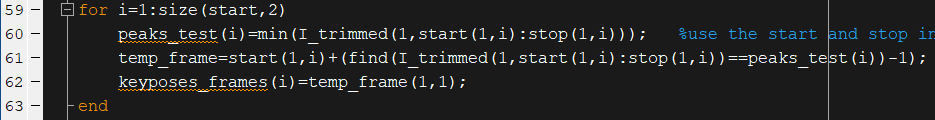 59 – for i=1:size(start,2)
60 – peaks_test(i)=min(I_trimmed(1,start(1,i):stop(1,i))); %use the start and stop in
61 – temp_frame=start(1,i)+(find(I_trimmed(1,start(1,i):stop(1,i))==peaks_test(i))-1);
62 – keyposes_frames(i)=temp_frame(1,1);
63 – end